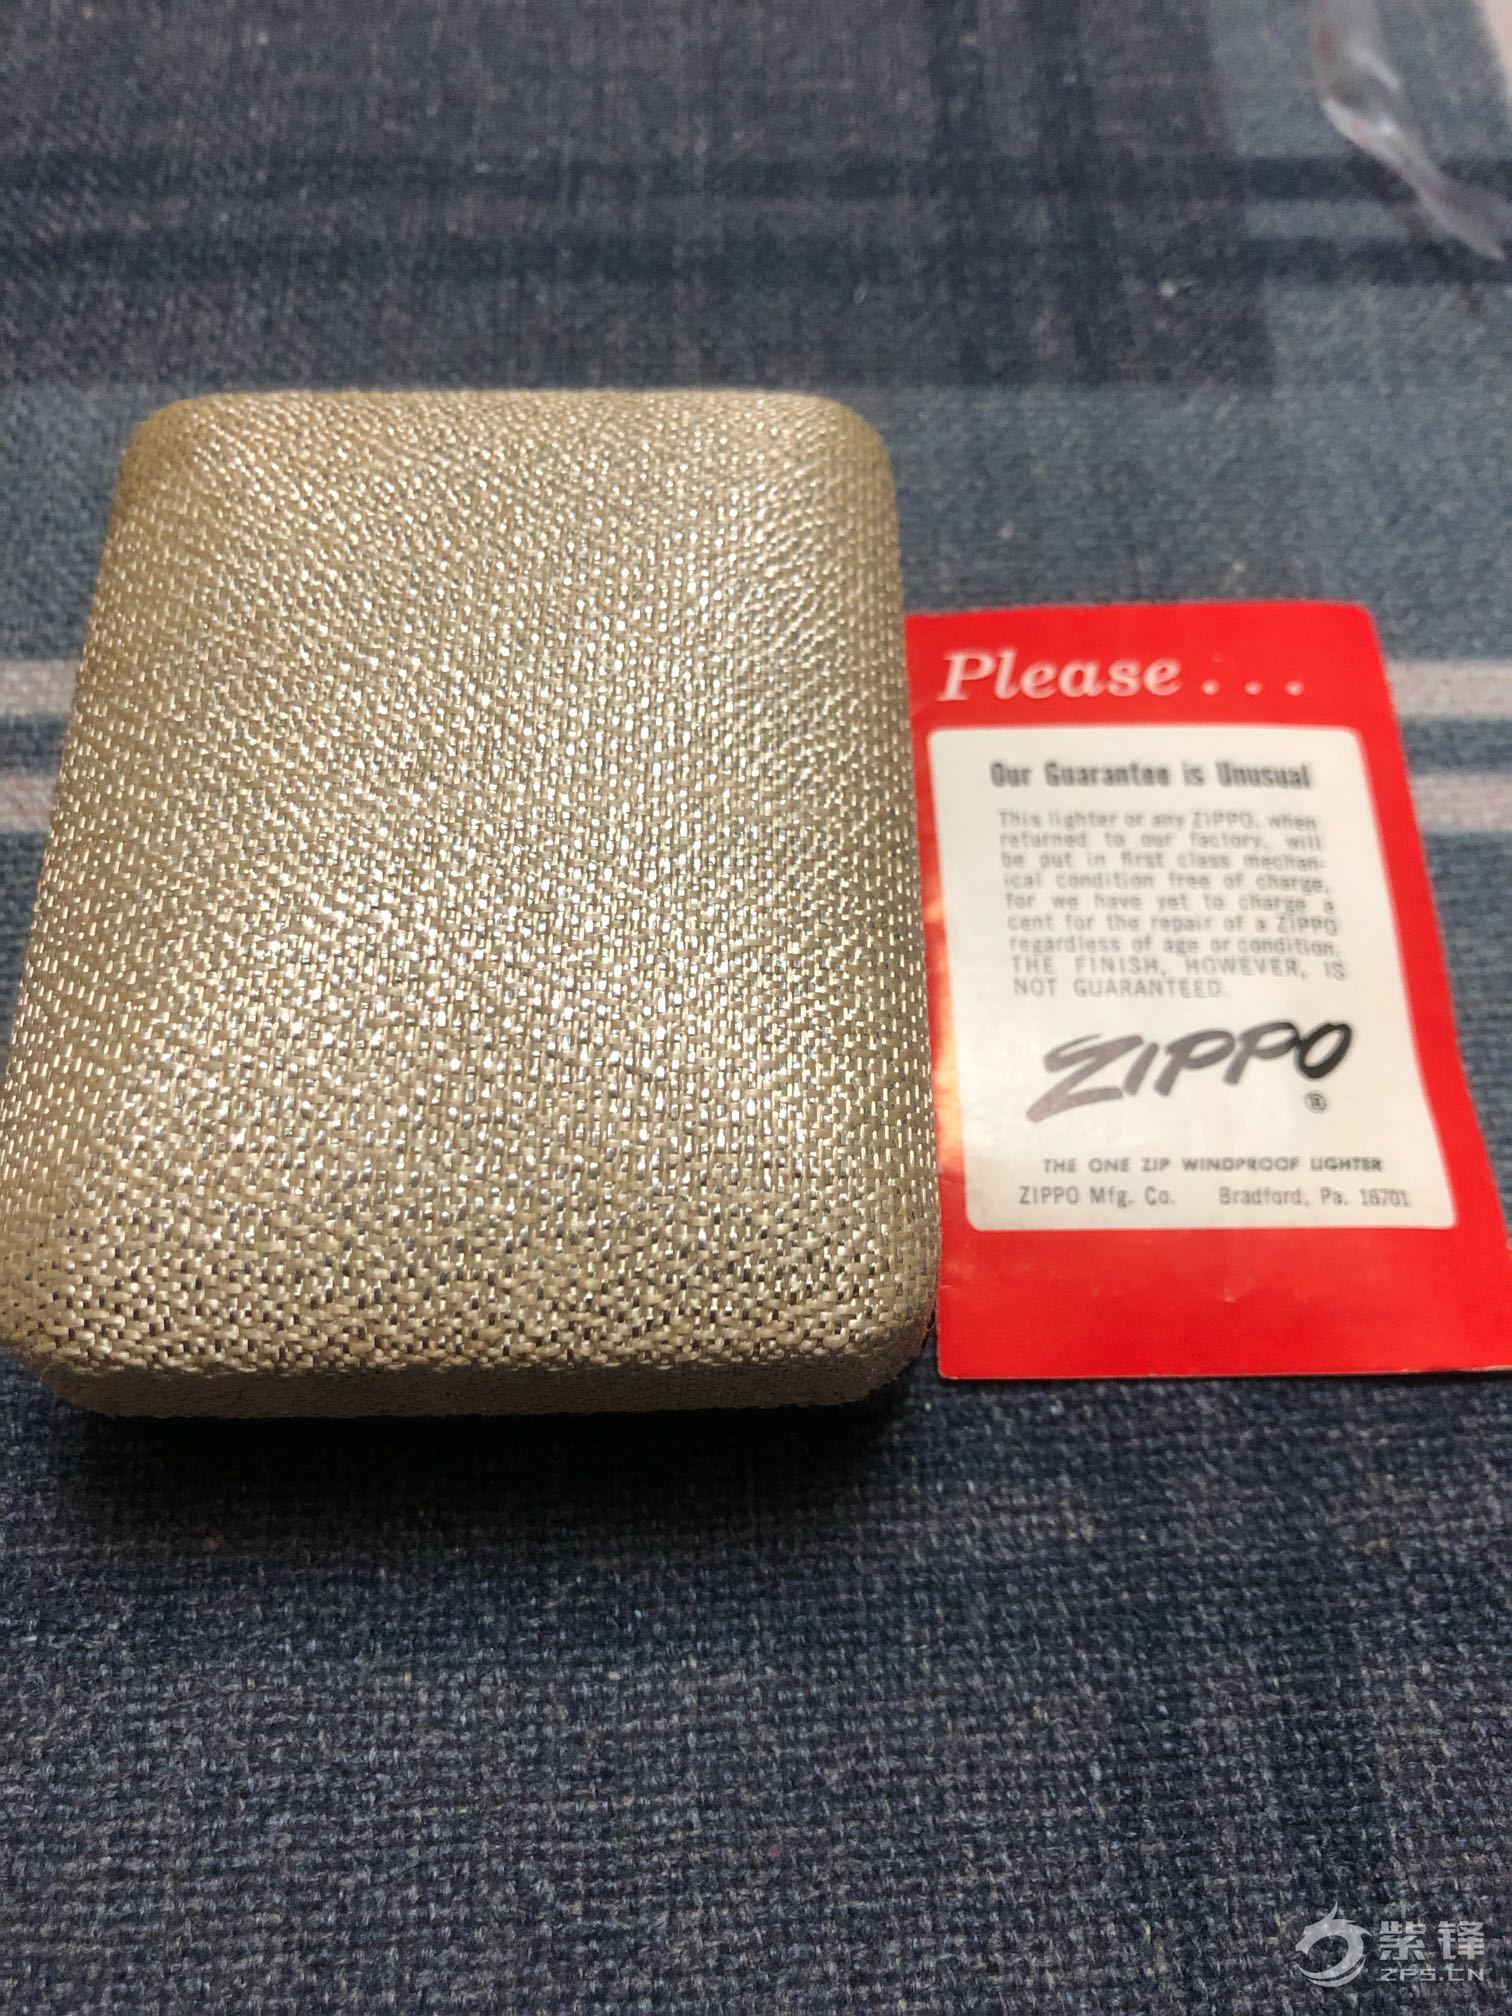 Please . . .
Our Guarantee is Unusual
This lighter or any ZIPPO, when
returned to our factory, will
be put in first class mechan-
ical condition free of charge,
for we have yet to charge a
cent for the repair of a ZIPPO
regardless of age or condition.
THE FINISH, HOWEVER, IS
NOT GUARANTEED.
ZIPPO
®
THE ONE ZIP WINDPROOF LIGHTER
ZIPPO Mfg. Co. Bradford, Pa. 16701
紫锋
ZPS.CN